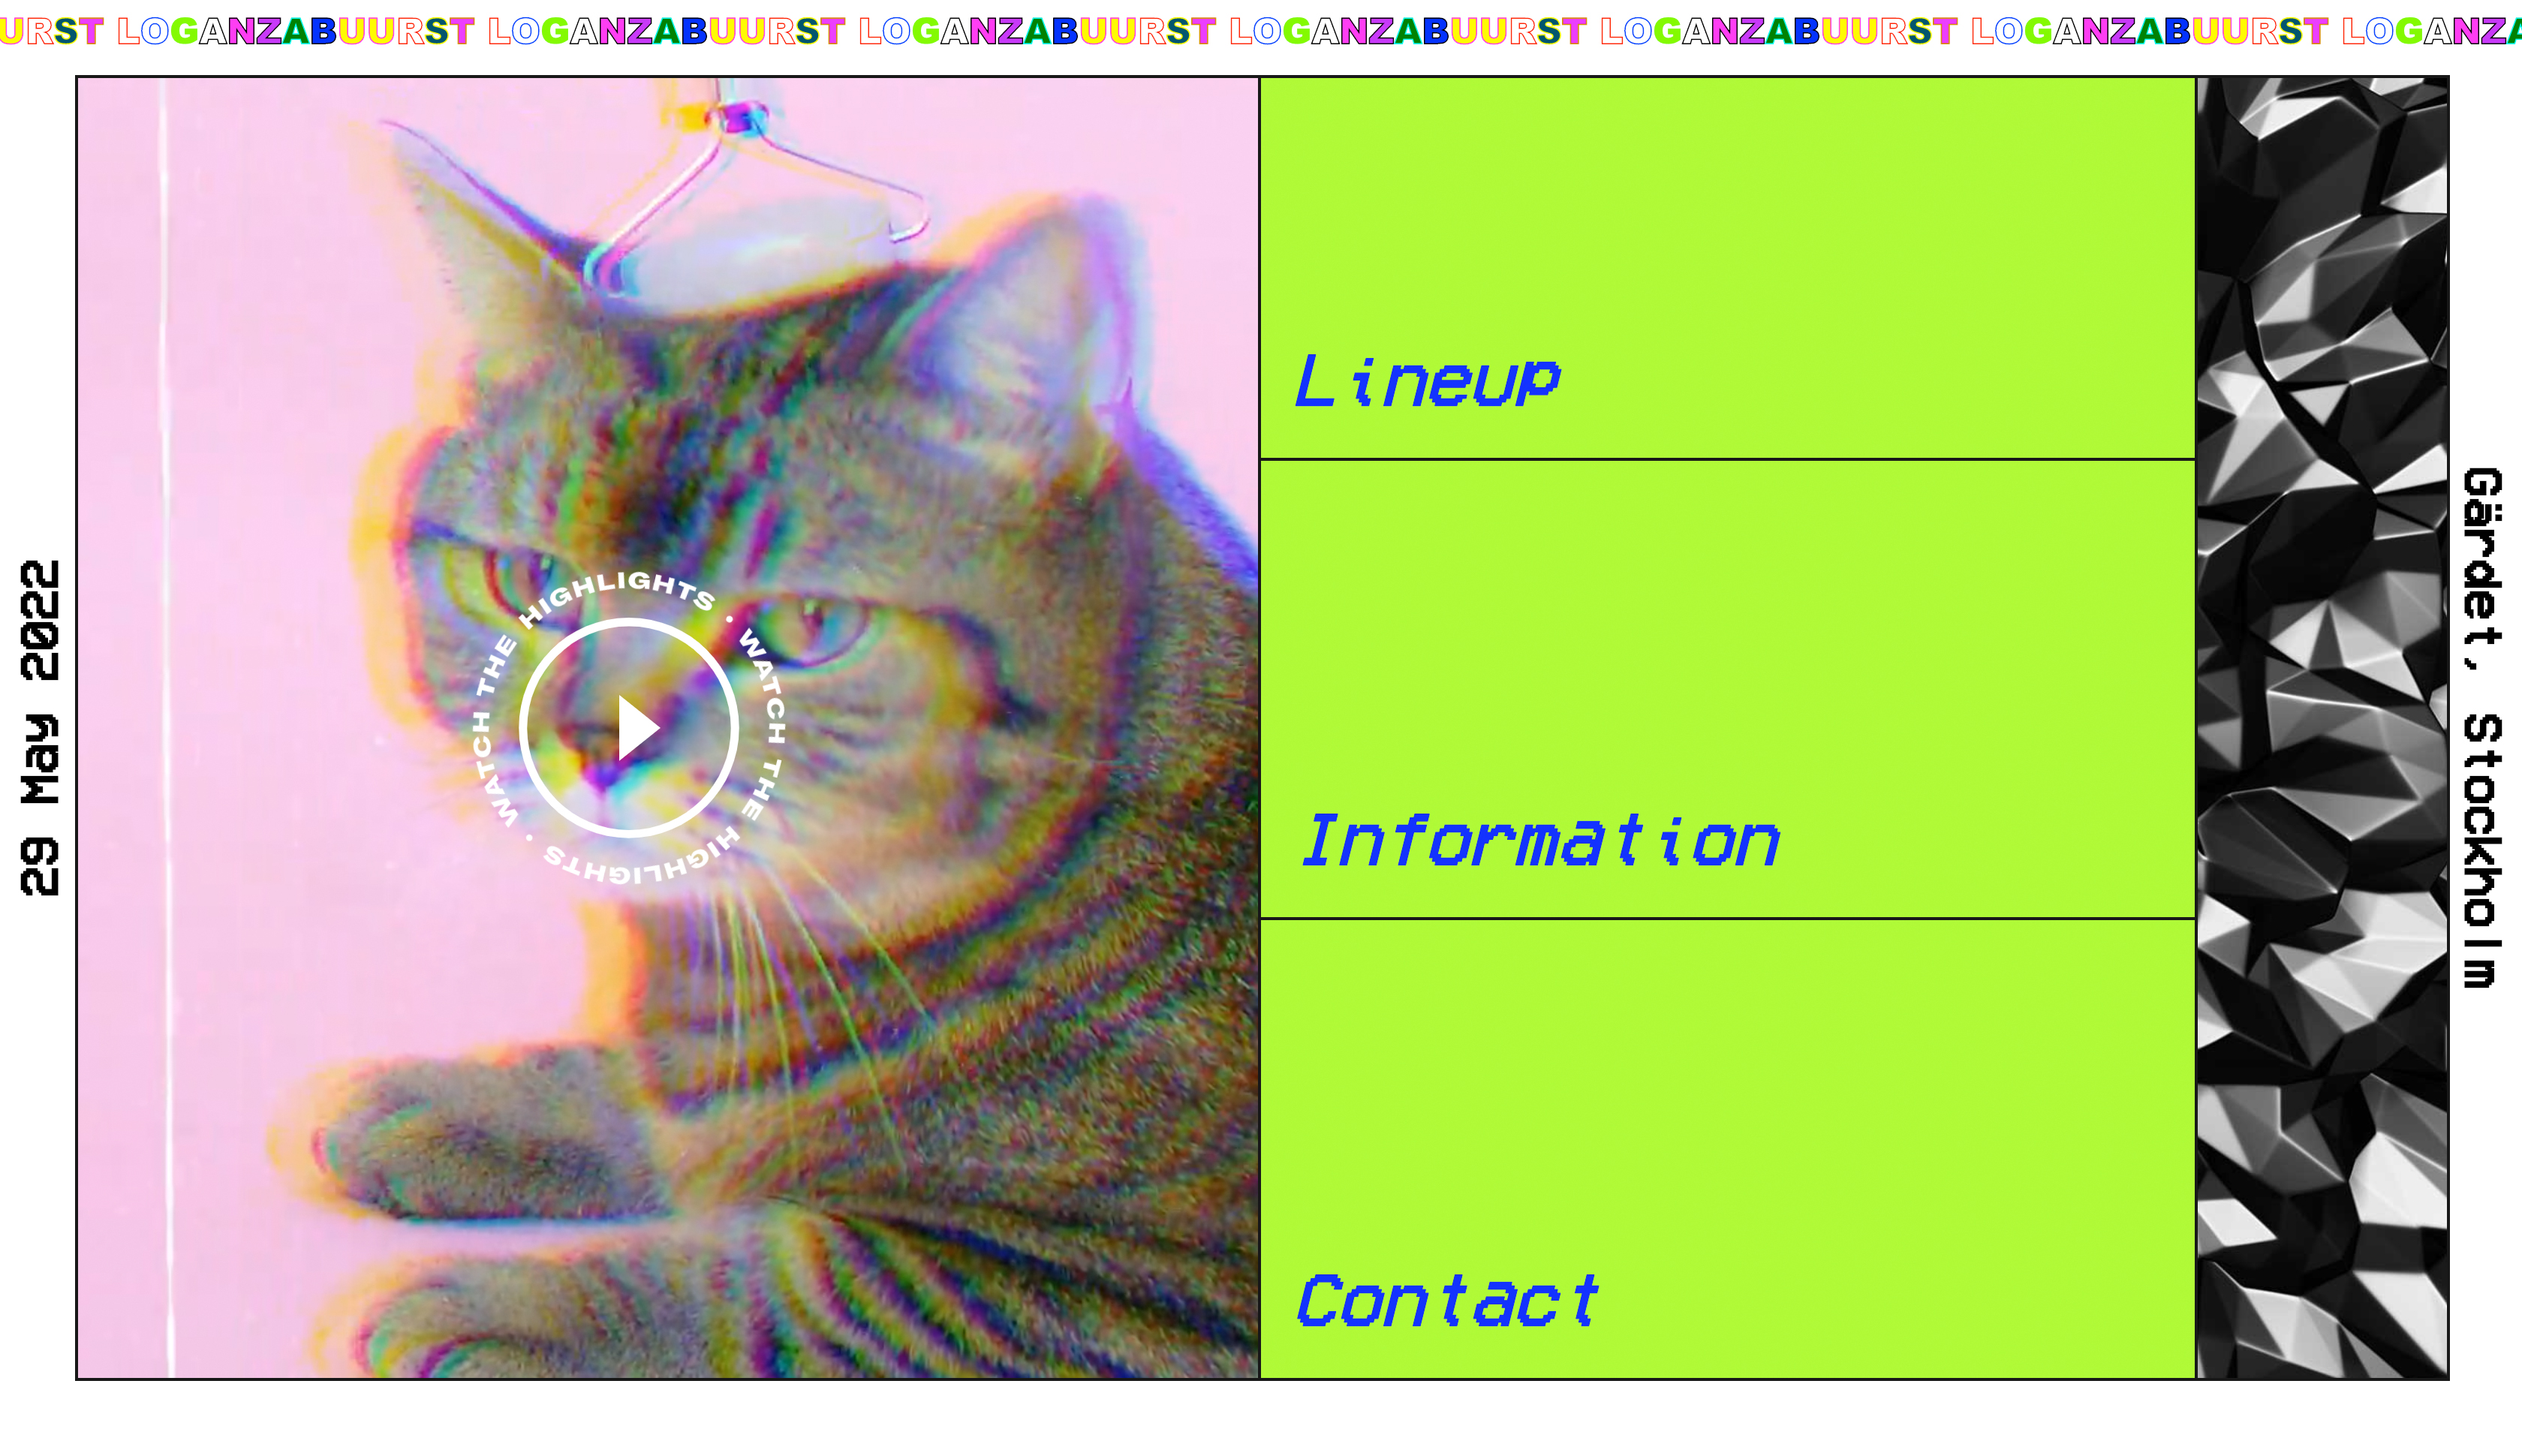 URST LOGANZABUURST LOGANZABUURST LOGANZABUURST LOGANZABUURST LOGANZABUURST LOGANZA
29 May 2022
WATCH THE HIGHLIGHTS · WATCH THE HIGHLIGHTS ·
Lineup
Information
Contact
Gärdet, Stockholm